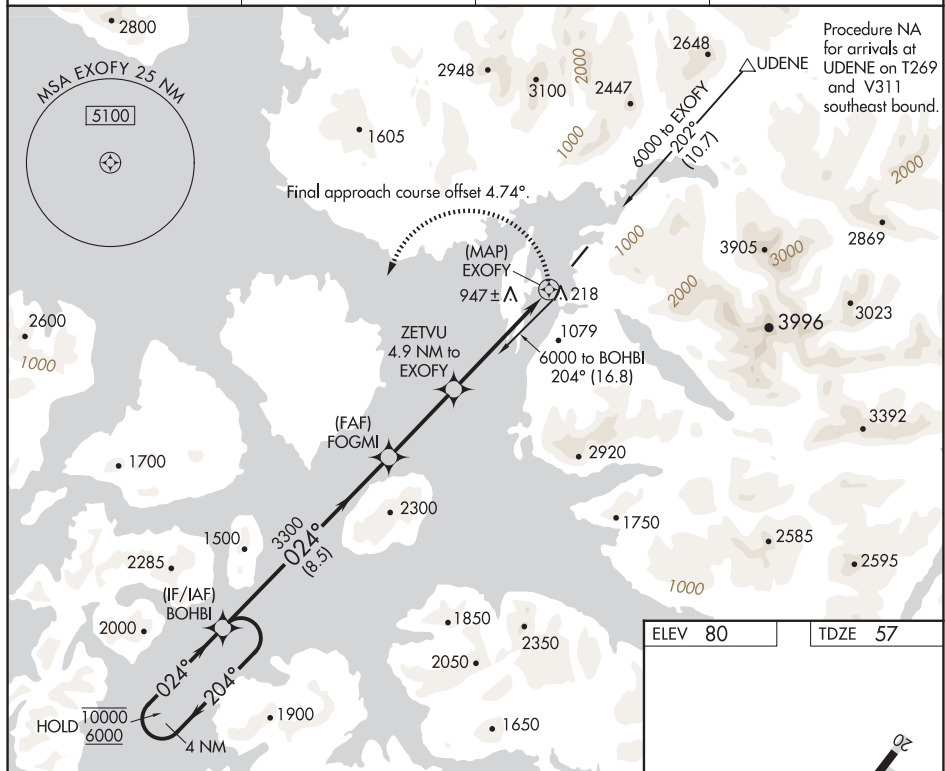 2800
MSA EXOFY 25 NM
5100
1605
2948
3100
2000
2447
1000
2648
UDENE
Procedure NA
for arrivals at
UDENE on T269
and V311
southeast bound.
6000 to EXOFY
202°
(10.7)
2000
Final approach course offset 4.74°.
(MAP)
EXOFY
947 ±
218
1000
2000
3905
3000
2869
3023
3996
1079
6000 to BOHBI
204° (16.8)
ZETVU
4.9 NM to
EXOFY
2600
1000
(FAF)
FOGMI
3392
2920
1700
2300
1750
2585
2595
1000
1500
2285
3300
024°
(8.5)
(IF/IAF)
BOHBI
2000
1850
2350
2050
024°
204°
HOLD
10000
6000
4 NM
1900
1650
ELEV 80
TDZE 57
20